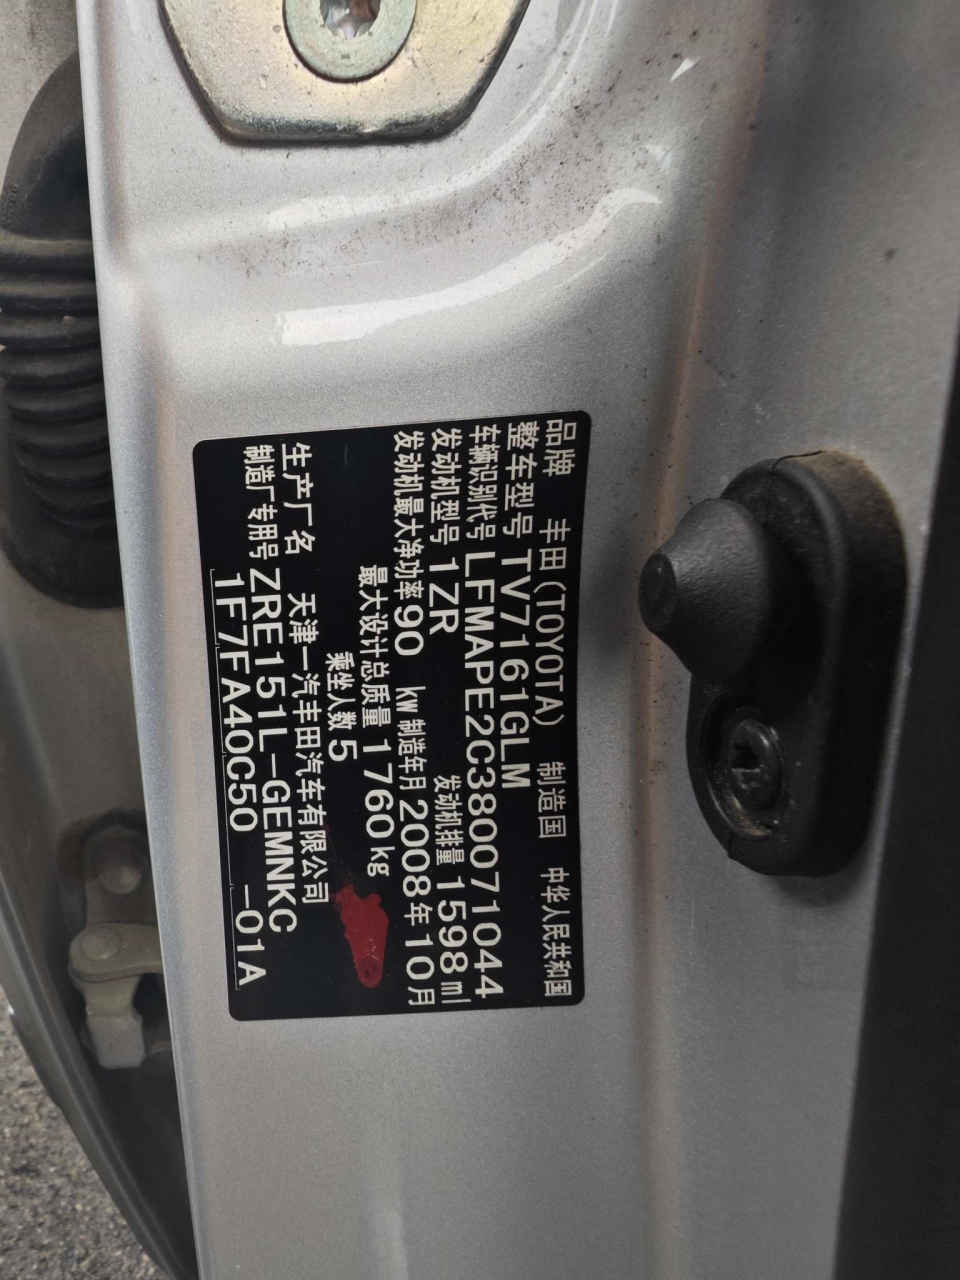 品牌 丰田(TOYOTA) 制造国 中华人民共和国
整车型号 TV7161GLM
车辆识别代号 LFMAPE2C380071044
发动机型号 1ZR 发动机排量 1598 ml
发动机最大净功率 90 kw 制造年月 2008年10月
最大设计总质量 1760 kg
乘坐人数 5
生产厂名 天津一汽丰田汽车有限公司
制造厂专用号 ZRE151L-GEMNKC
1F7FA40C50 -01A